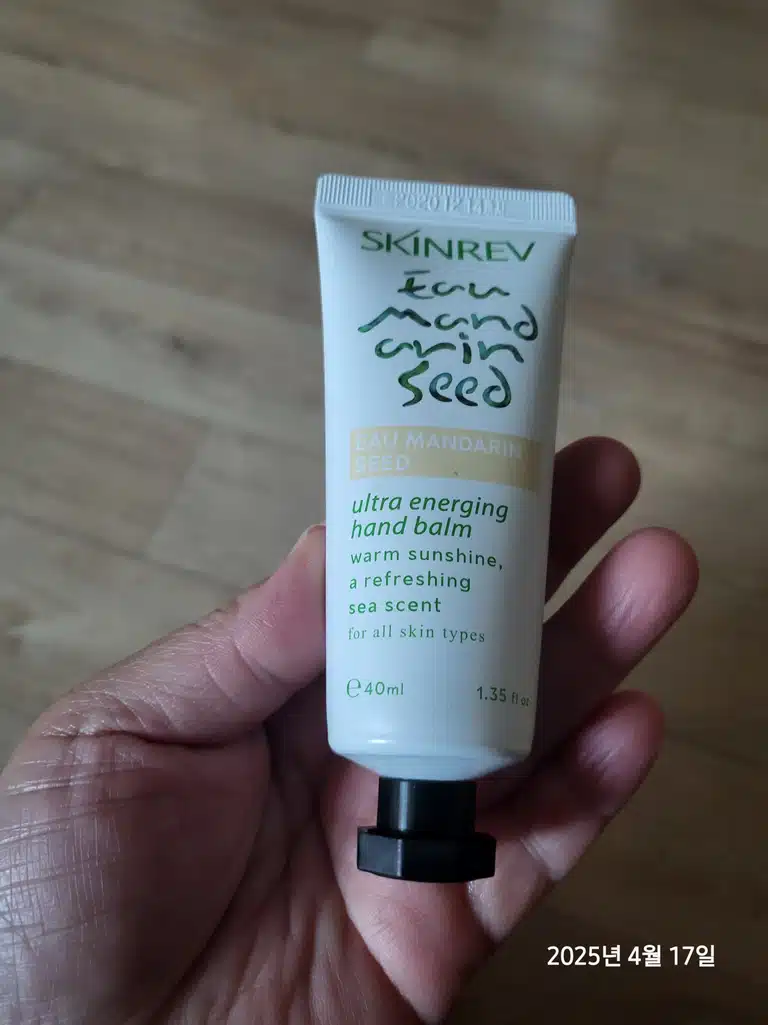 SKINREV
Eau
Mand
arin
Seed
EAU MANDARIN
SEED
ultra energing
hand balm
warm sunshine,
a refreshing
sea scent
for all skin types
℮40ml
1.35 fl oz
2025년 4월 17일